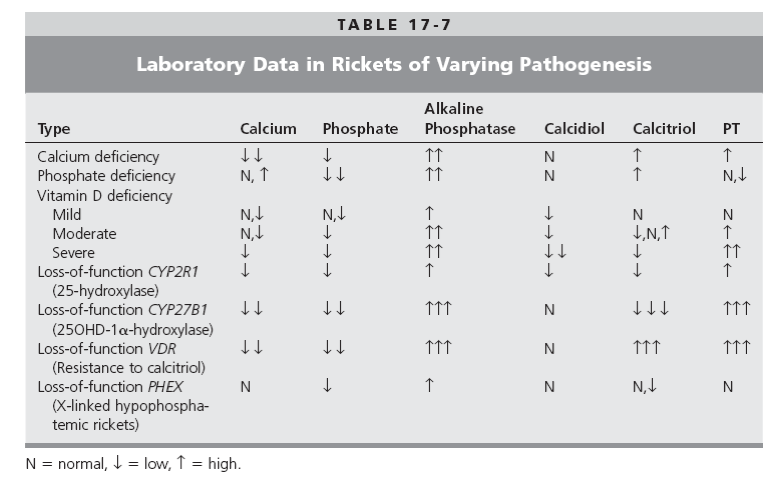 TABLE 17-7
Laboratory Data in Rickets of Varying Pathogenesis
Alkaline
Type Calcium Phosphate Phosphatase Calcidiol Calcitriol PT
Calcium deficiency ↓↓ ↓ ↑↑ N ↑ ↑
Phosphate deficiency N, ↑ ↓↓ ↑↑ N ↑ N,↓
Vitamin D deficiency
Mild N,↓ N,↓ ↑ ↓ N N
Moderate N,↓ ↓ ↑↑ ↓ ↓,N,↑ ↑
Severe ↓ ↓ ↑↑ ↓↓ ↓ ↑↑
Loss-of-function CYP2R1 ↓ ↓ ↑ ↓ ↓ ↑
(25-hydroxylase)
Loss-of-function CYP27B1 ↓↓ ↓↓ ↑↑↑ N ↓↓↓ ↑↑↑
(25OHD-1α-hydroxylase)
Loss-of-function VDR ↓↓ ↓↓ ↑↑↑ N ↑↑↑ ↑↑↑
(Resistance to calcitriol)
Loss-of-function PHEX N ↓ ↑ N N,↓ N
(X-linked hypophospha-
temic rickets)
N = normal, ↓ = low, ↑ = high.